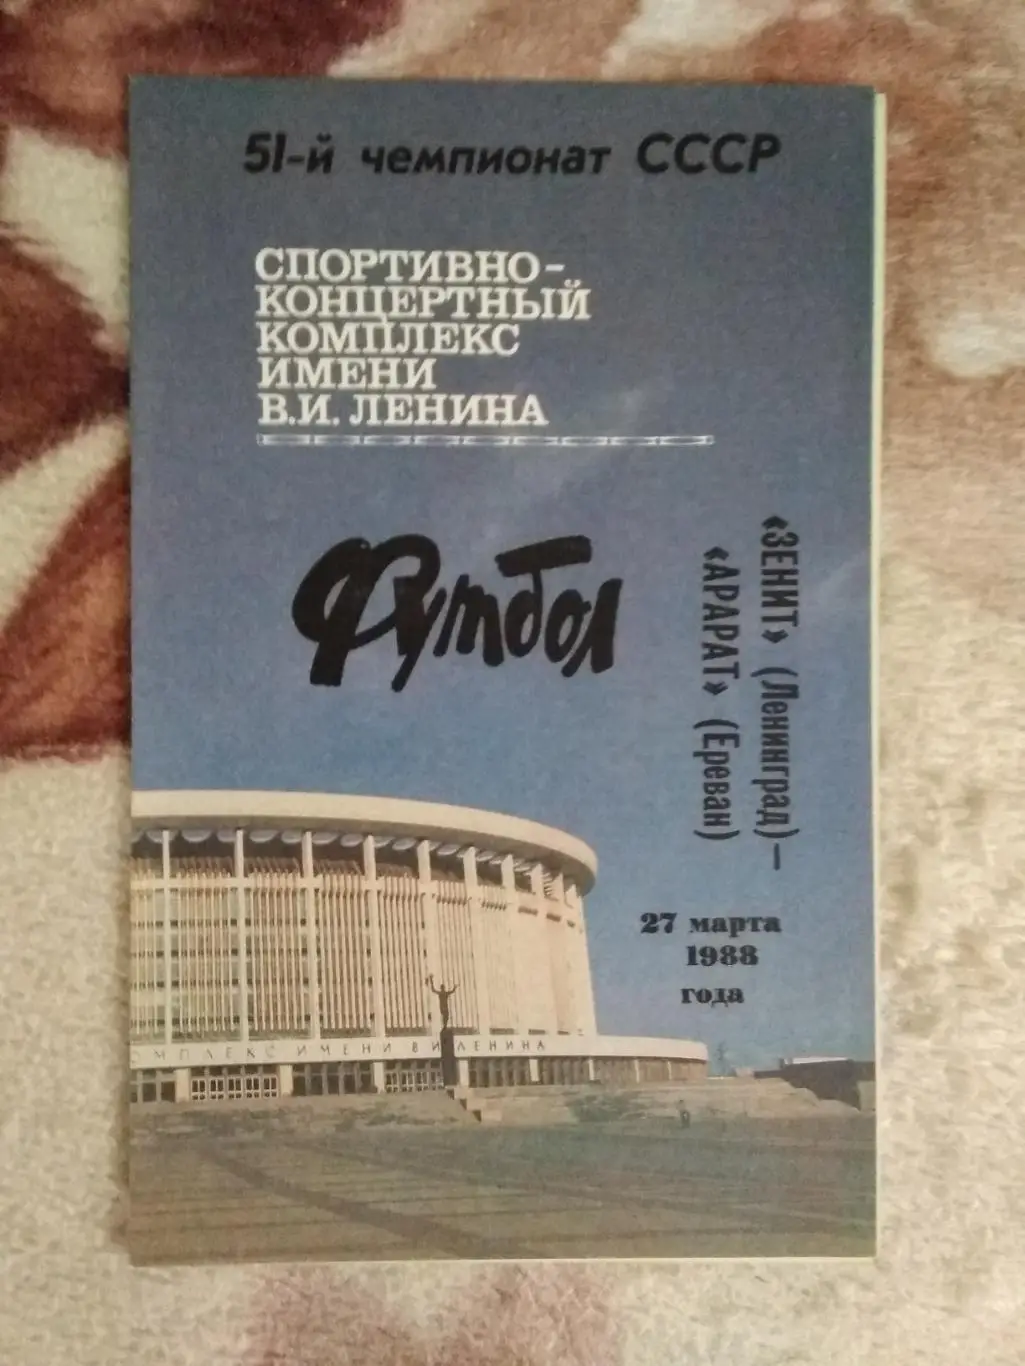 51-й чемпионат СССР
СПОРТИВНО-
КОНЦЕРТНЫЙ
КОМПЛЕКС
ИМЕНИ
В.И. ЛЕНИНА
Футбол
«ЗЕНИТ» (Ленинград)—
«АРАРАТ» (Ереван)
27 марта
1988
года
ОМПЛЕКС ИМЕНИ В И ЛЕНИНА